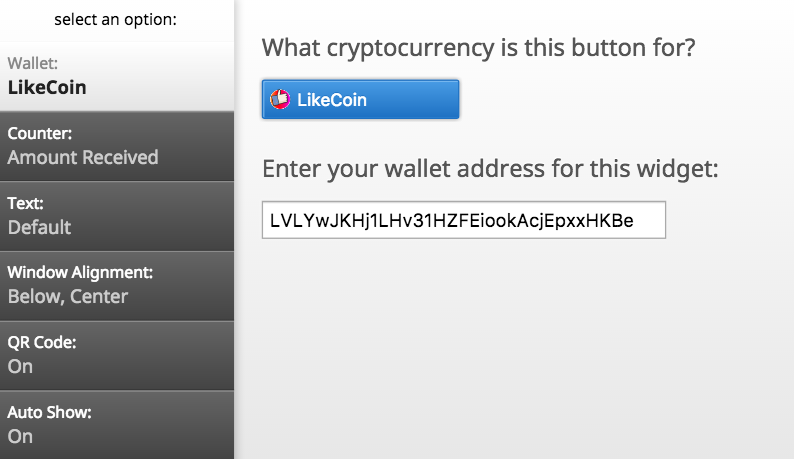 select an option:
Wallet:
LikeCoin
Counter:
Amount Received
Text:
Default
Window Alignment:
Below, Center
QR Code:
On
Auto Show:
On
What cryptocurrency is this button for?
LikeCoin
Enter your wallet address for this widget:
LVLYwJKHj1LHv31HZFEiookAcjEpxxHKBe